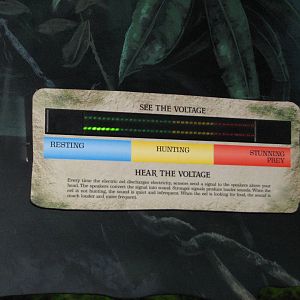 SEE THE VOLTAGE
RESTING HUNTING STUNNING PREY
HEAR THE VOLTAGE
Every time the electric eel discharges electricity, sensors send a signal to the speakers above your
head. The speakers convert the signal into sound. Stronger signals produce louder sounds. When the
eel is not hunting, the sound is quiet and infrequent. When the eel is looking for food, the sound is
much louder and more frequent.